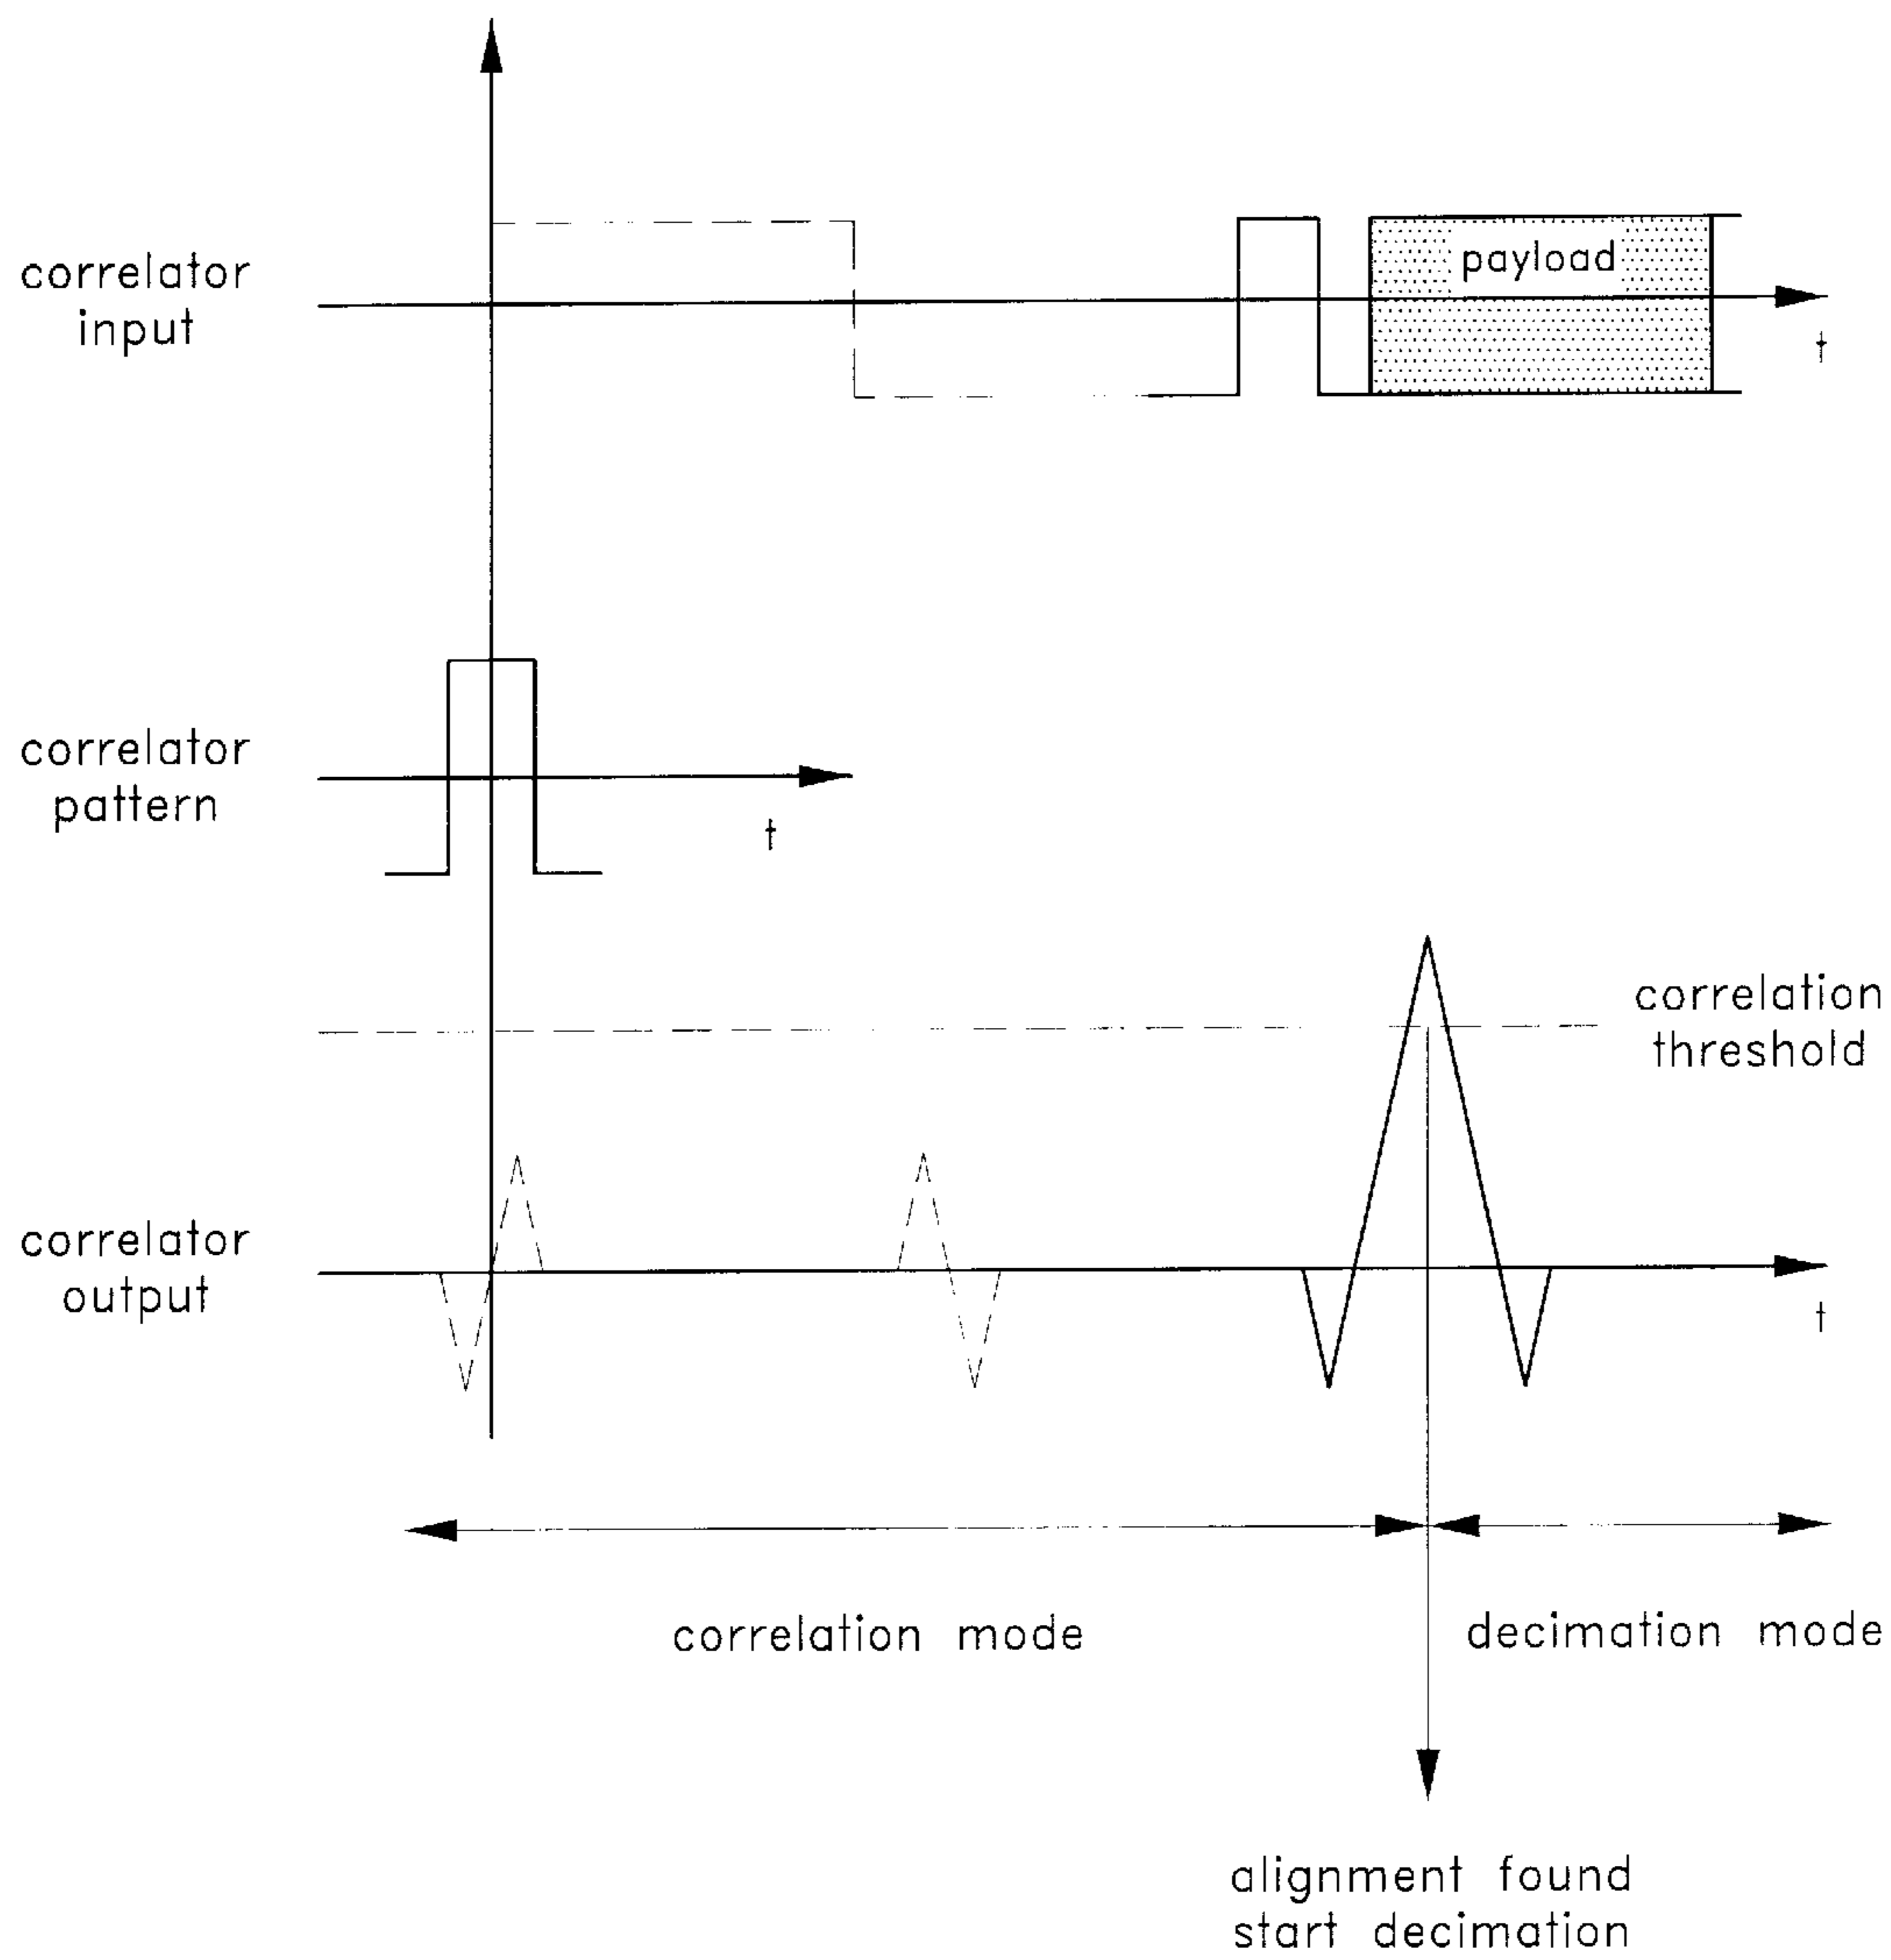 correlator
input
payload
t
correlator
pattern
t
correlation
threshold
correlator
output
t
correlation mode
decimation mode
alignment found
start decimation